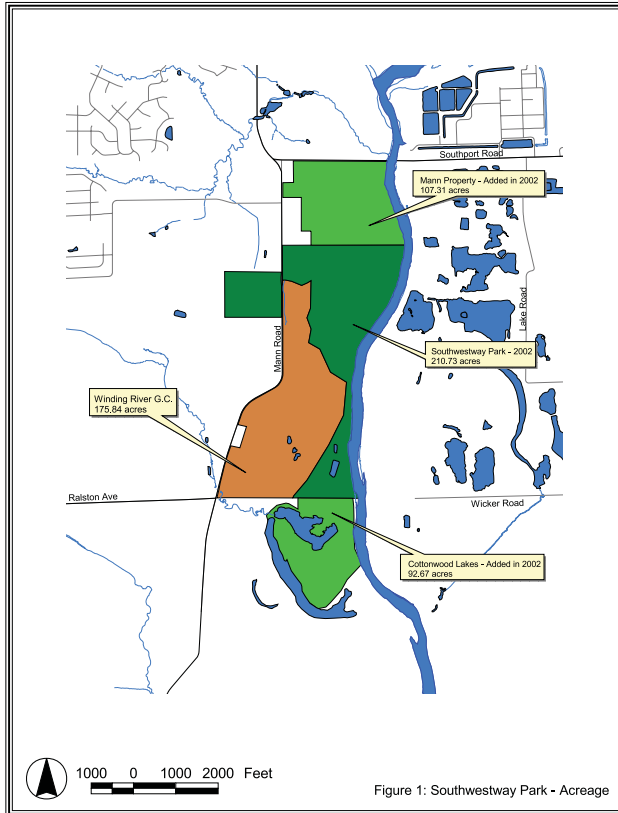 Southport Road
Mann Property - Added in 2002
107.31 acres
Lake Road
Mann Road
Southwestway Park - 2002
210.73 acres
Winding River G.C.
175.84 acres
Ralston Ave
Wicker Road
Cottonwood Lakes - Added in 2002
92.67 acres
1000 0 1000 2000 Feet
Figure 1: Southwestway Park - Acreage